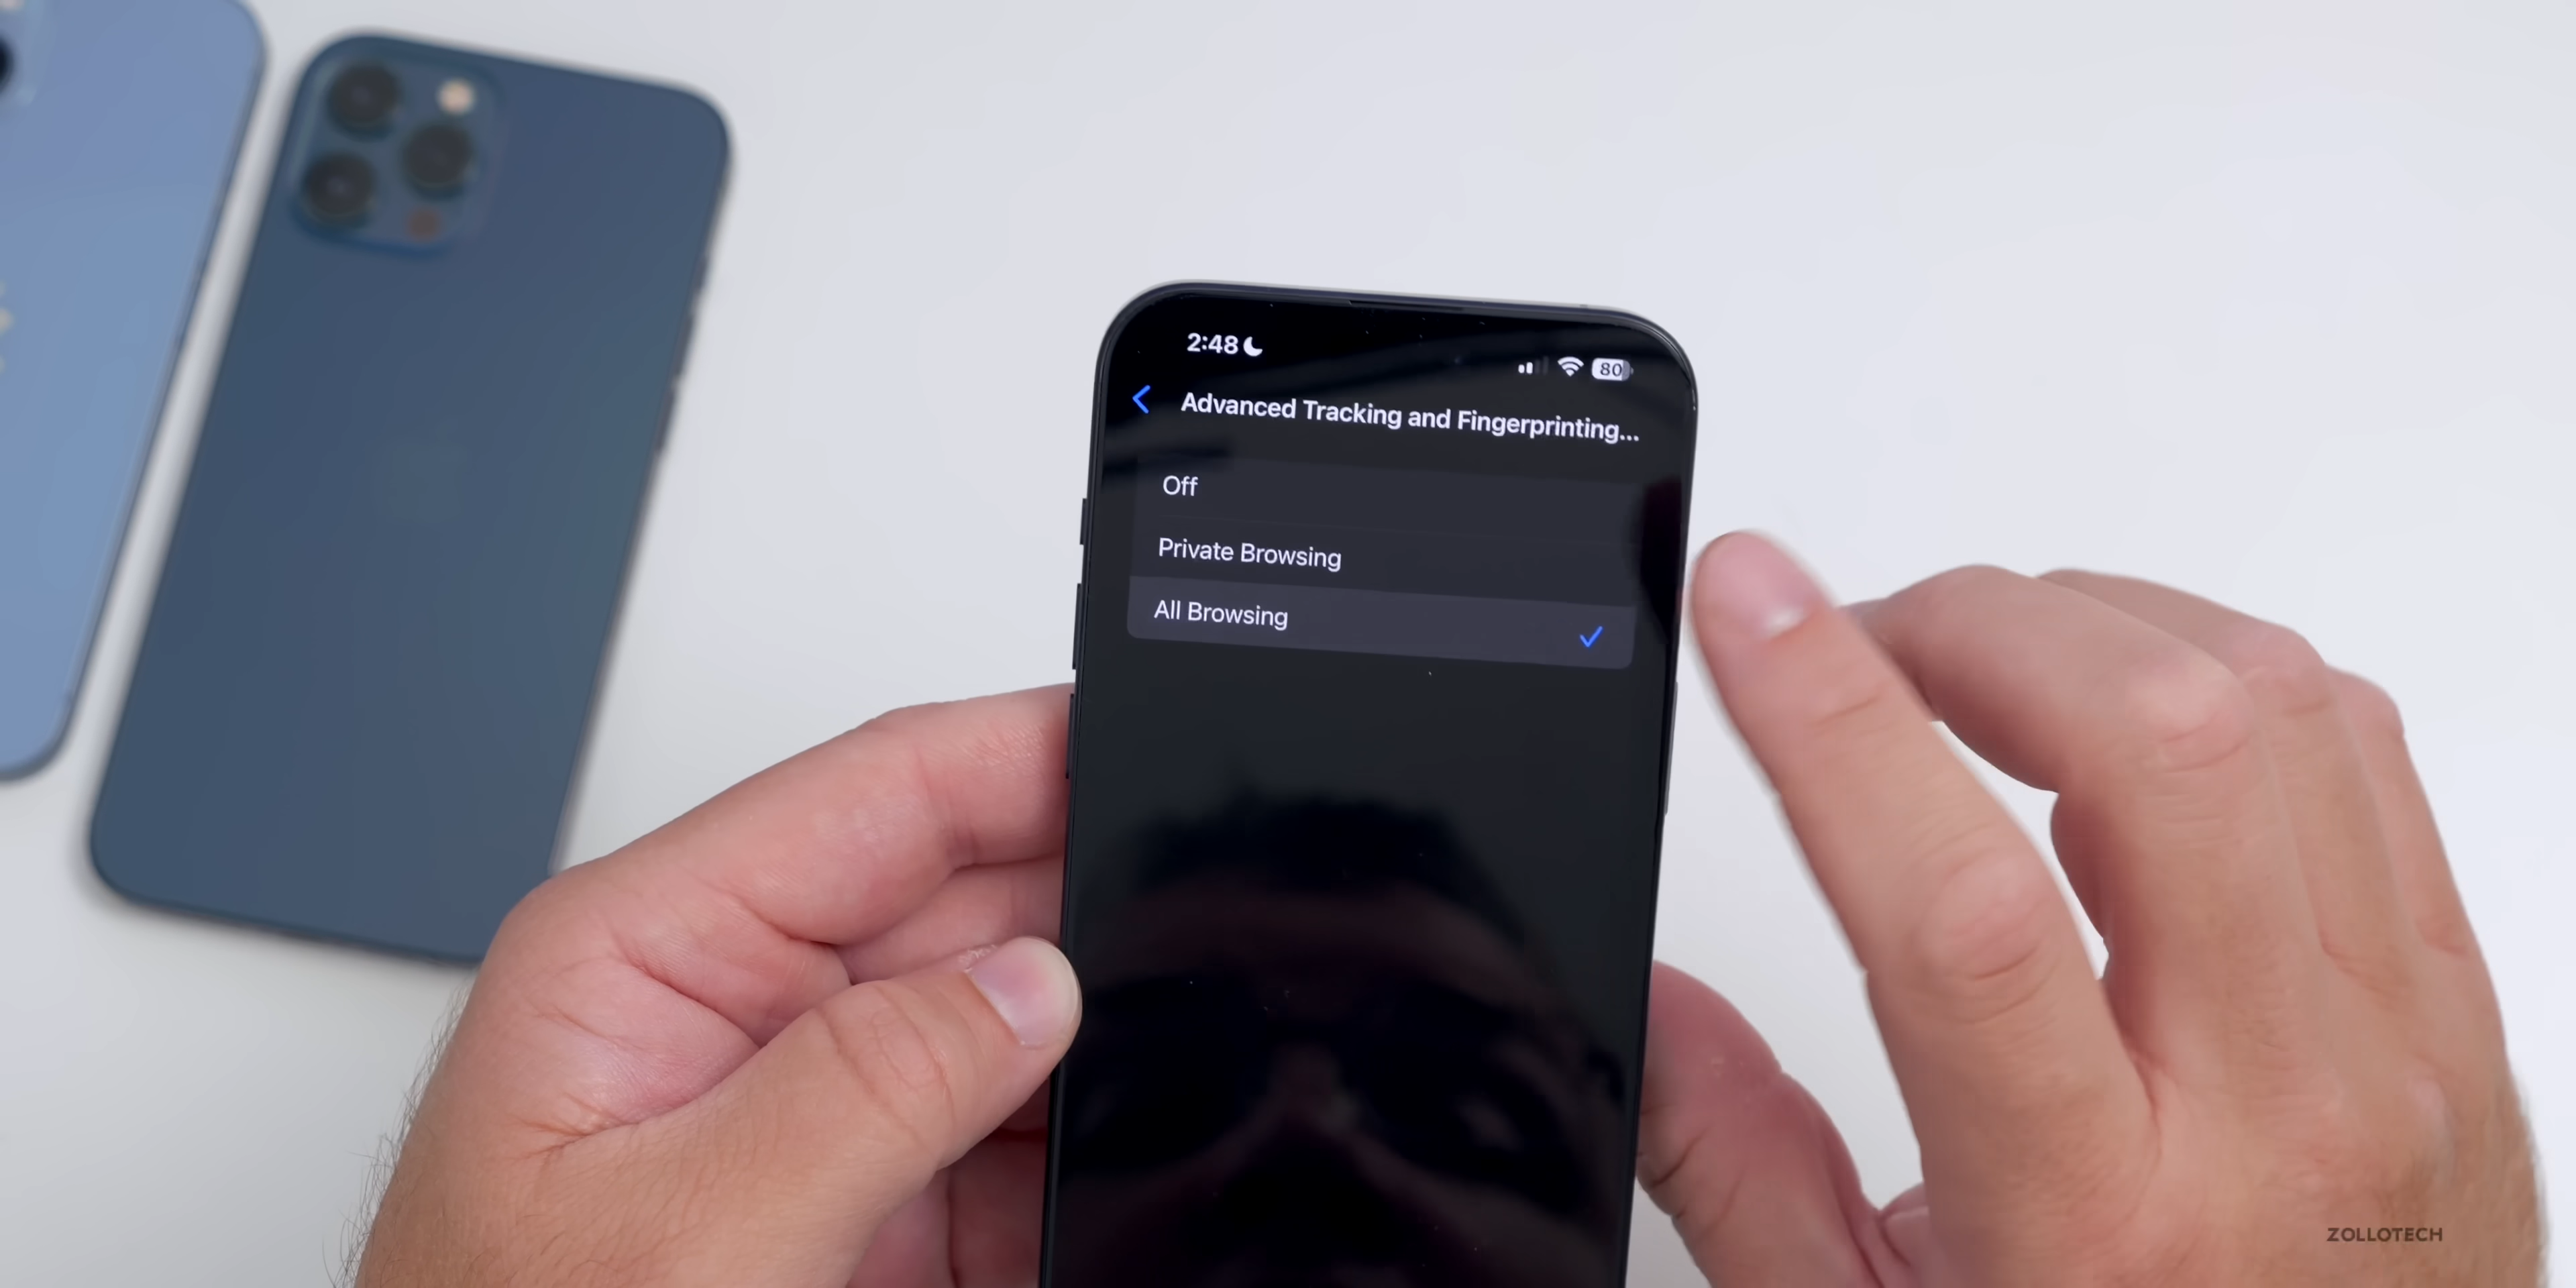 2:48
80
Advanced Tracking and Fingerprinting...
Off
Private Browsing
All Browsing
ZOLLOTECH